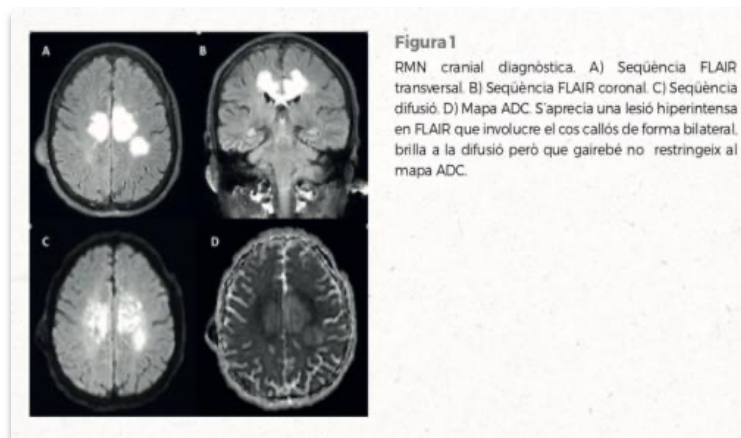 A
B
C
D
Figura 1
RMN cranial diagnòstica. A) Seqüència FLAIR
transversal. B) Seqüència FLAIR coronal. C) Seqüència
difusió. D) Mapa ADC. S'aprecia una lesió hiperintensa
en FLAIR que involucre el cos callós de forma bilateral,
brilla a la difusió però que gairebé no restringeix al
mapa ADC.